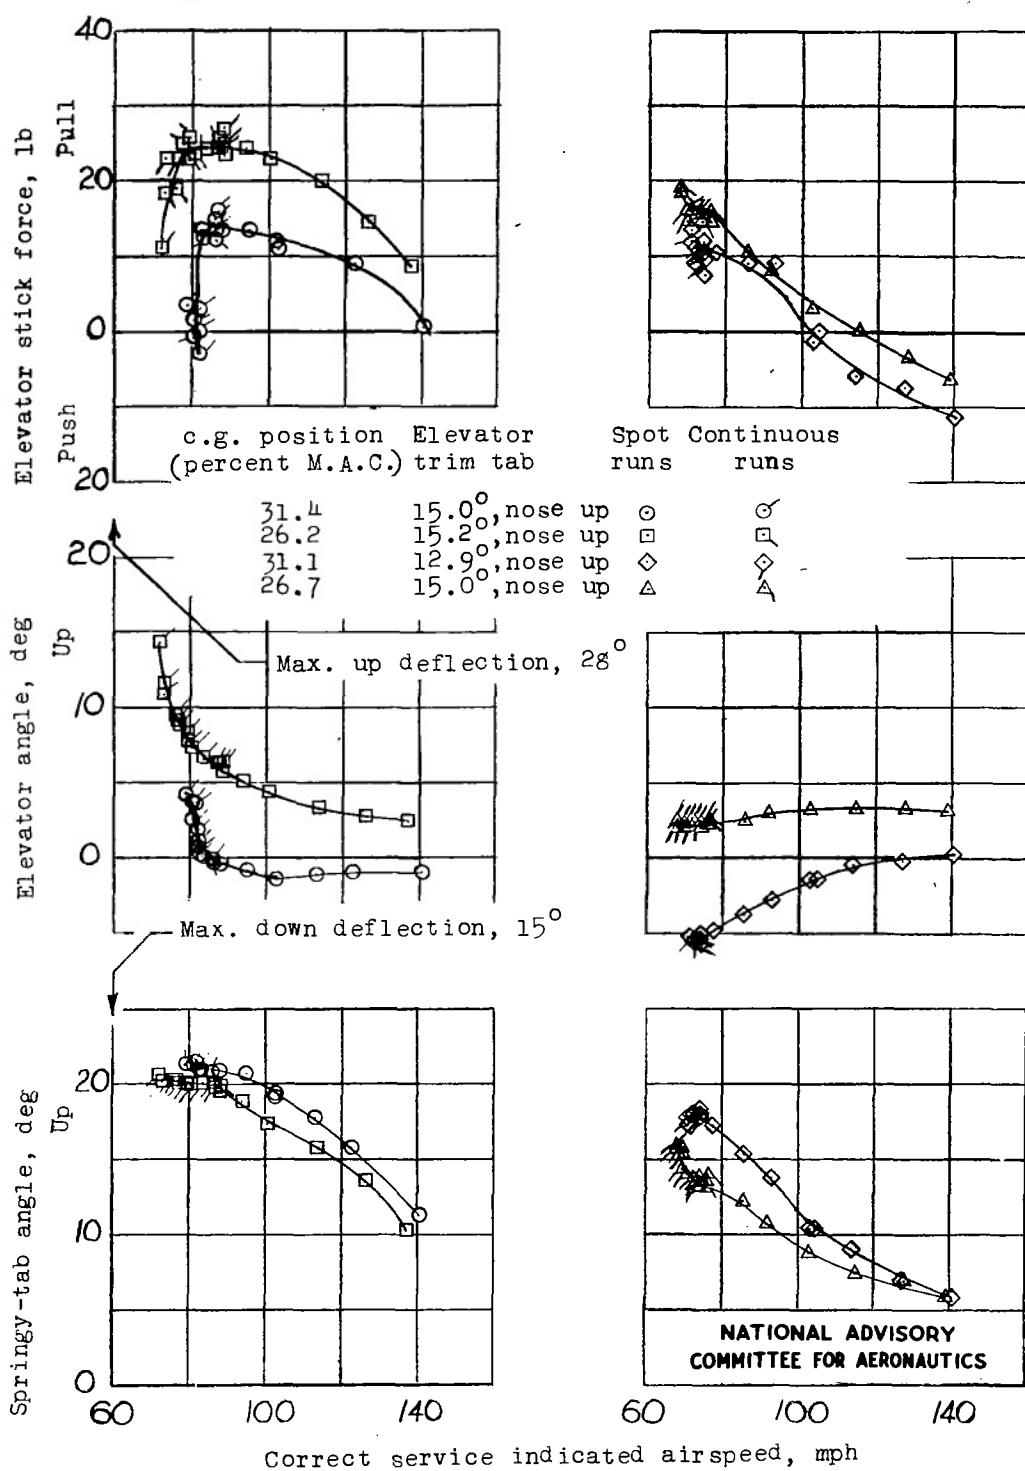 40
Pull
20
0
Push
20
Elevator stick force, lb
c.g. position Elevator Spot Continuous
(percent M.A.C.) trim tab runs runs
31.4 15.0°, nose up
26.2 15.2°, nose up
31.1 12.9°, nose up
26.7 15.0°, nose up
20
Up
10
0
Elevator angle, deg
Max. up deflection, 28°
Max. down deflection, 15°
20
Up
10
0
Springy-tab angle, deg
NATIONAL ADVISORY
COMMITTEE FOR AERONAUTICS
60 100 140 60 100 140
Correct service indicated airspeed, mph